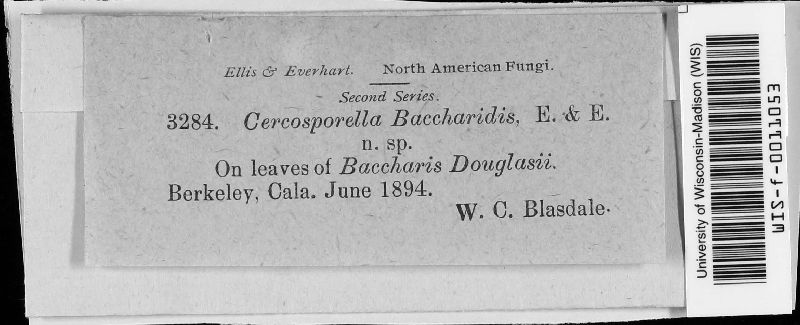 Ellis & Everhart. North American Fungi.
Second Series.
3284. Cercosporella Baccharidis, E. & E.
n. sp.
On leaves of Baccharis Douglasii.
Berkeley, Cala. June 1894.
W. C. Blasdale.
University of Wisconsin-Madison (WIS)
WIS-f-0011053